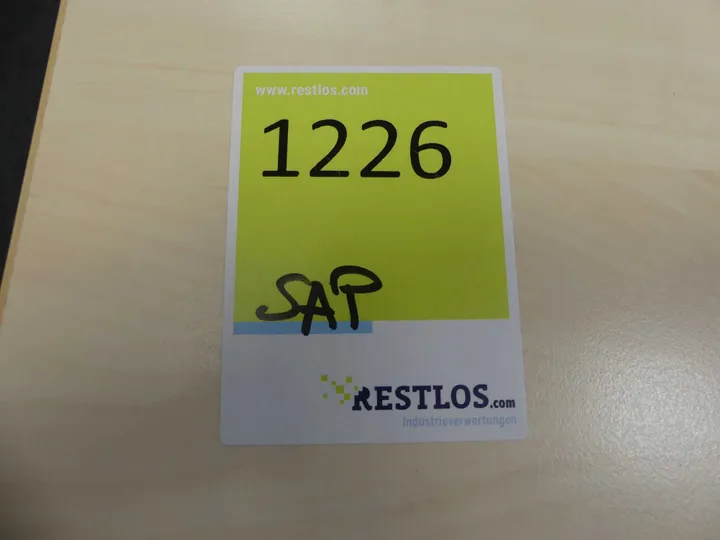 www.restlos.com
1226
SAP
RESTLOS.com
Industrieverwertungen